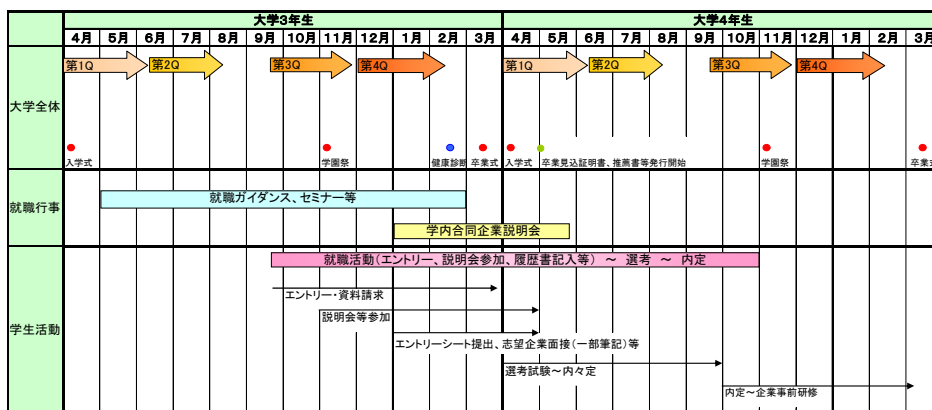 大学3年生 大学4年生
4月 5月 6月 7月 8月 9月 10月 11月 12月 1月 2月 3月 4月 5月 6月 7月 8月 9月 10月 11月 12月 1月 2月 3月
大学全体
第1Q 第2Q 第3Q 第4Q 第1Q 第2Q 第3Q 第4Q
入学式 学園祭 健康診断 卒業式 入学式 卒業見込証明書、推薦書等発行開始 学園祭 卒業式
就職行事
就職ガイダンス、セミナー等
学内合同企業説明会
学生活動
就職活動(エントリー、説明会参加、履歴書記入等) ～ 選考 ～ 内定
エントリー・資料請求
説明会等参加
エントリーシート提出、志望企業面接(一部筆記)等
選考試験～内々定
内定～企業事前研修